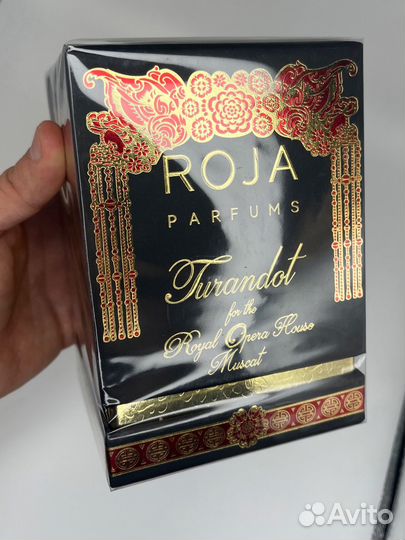 ROJA
PARFUMS
Turandot
for the
Royal Opera House
Muscat
Avito